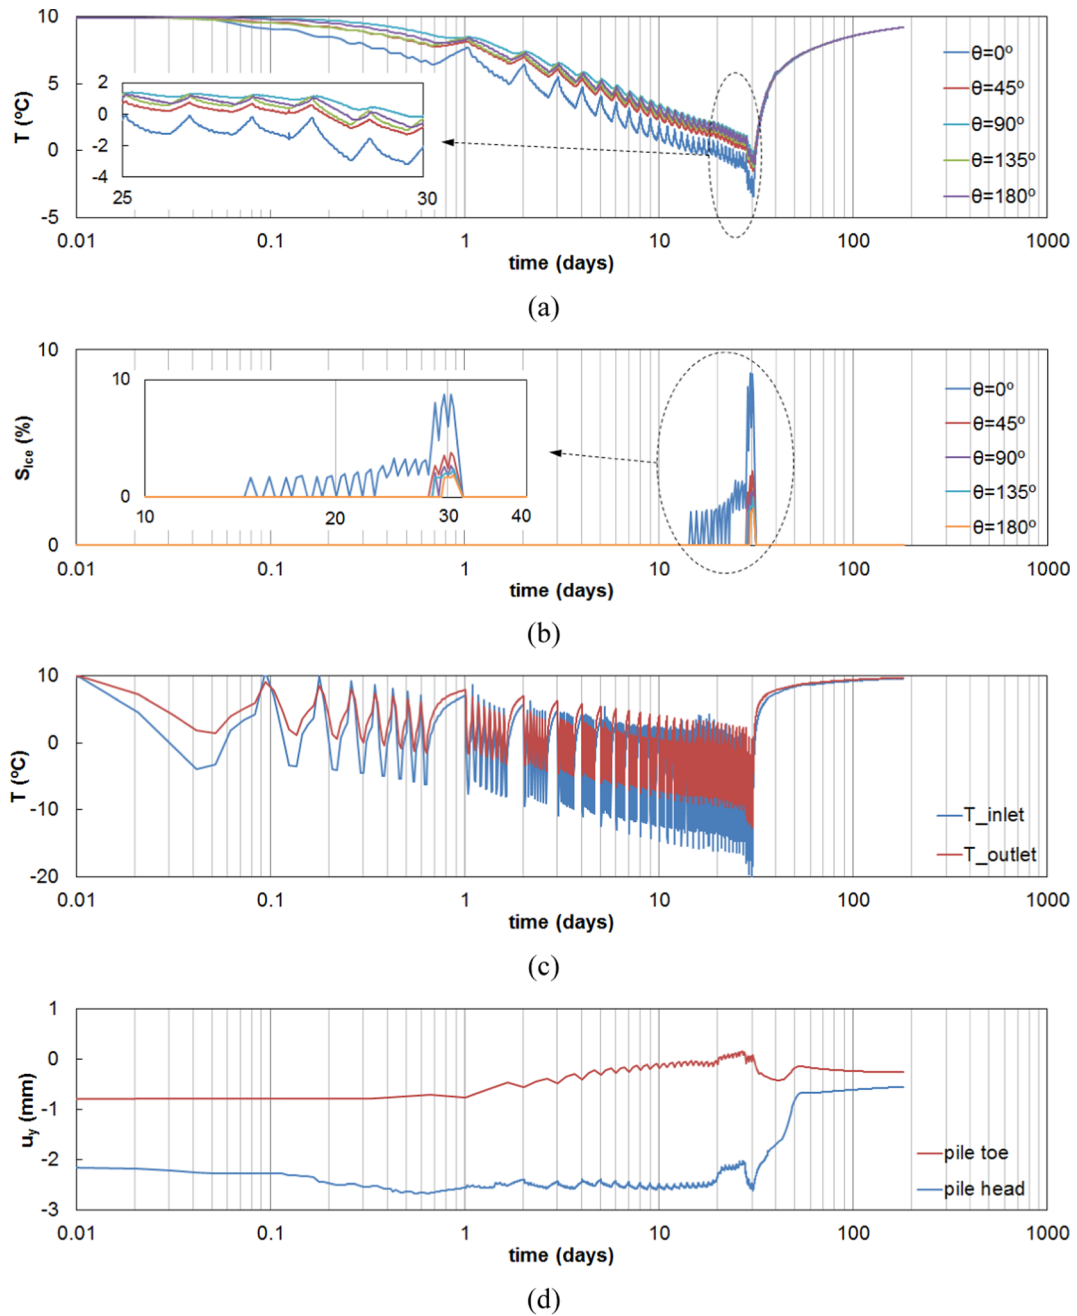 10
5
0
-5
T (ºC)
2
0
-2
-4
25
30
θ=0º
θ=45º
θ=90º
θ=135º
θ=180º
0.01
0.1
1
10
100
1000
time (days)
(a)
10
0
S_ice (%)
10
0
10
20
30
40
θ=0º
θ=45º
θ=90º
θ=135º
θ=180º
0.01
0.1
1
10
100
1000
time (days)
(b)
10
0
-10
-20
T (ºC)
T_inlet
T_outlet
0.01
0.1
1
10
100
1000
time (days)
(c)
1
0
-1
-2
-3
u_y (mm)
pile toe
pile head
0.01
0.1
1
10
100
1000
time (days)
(d)